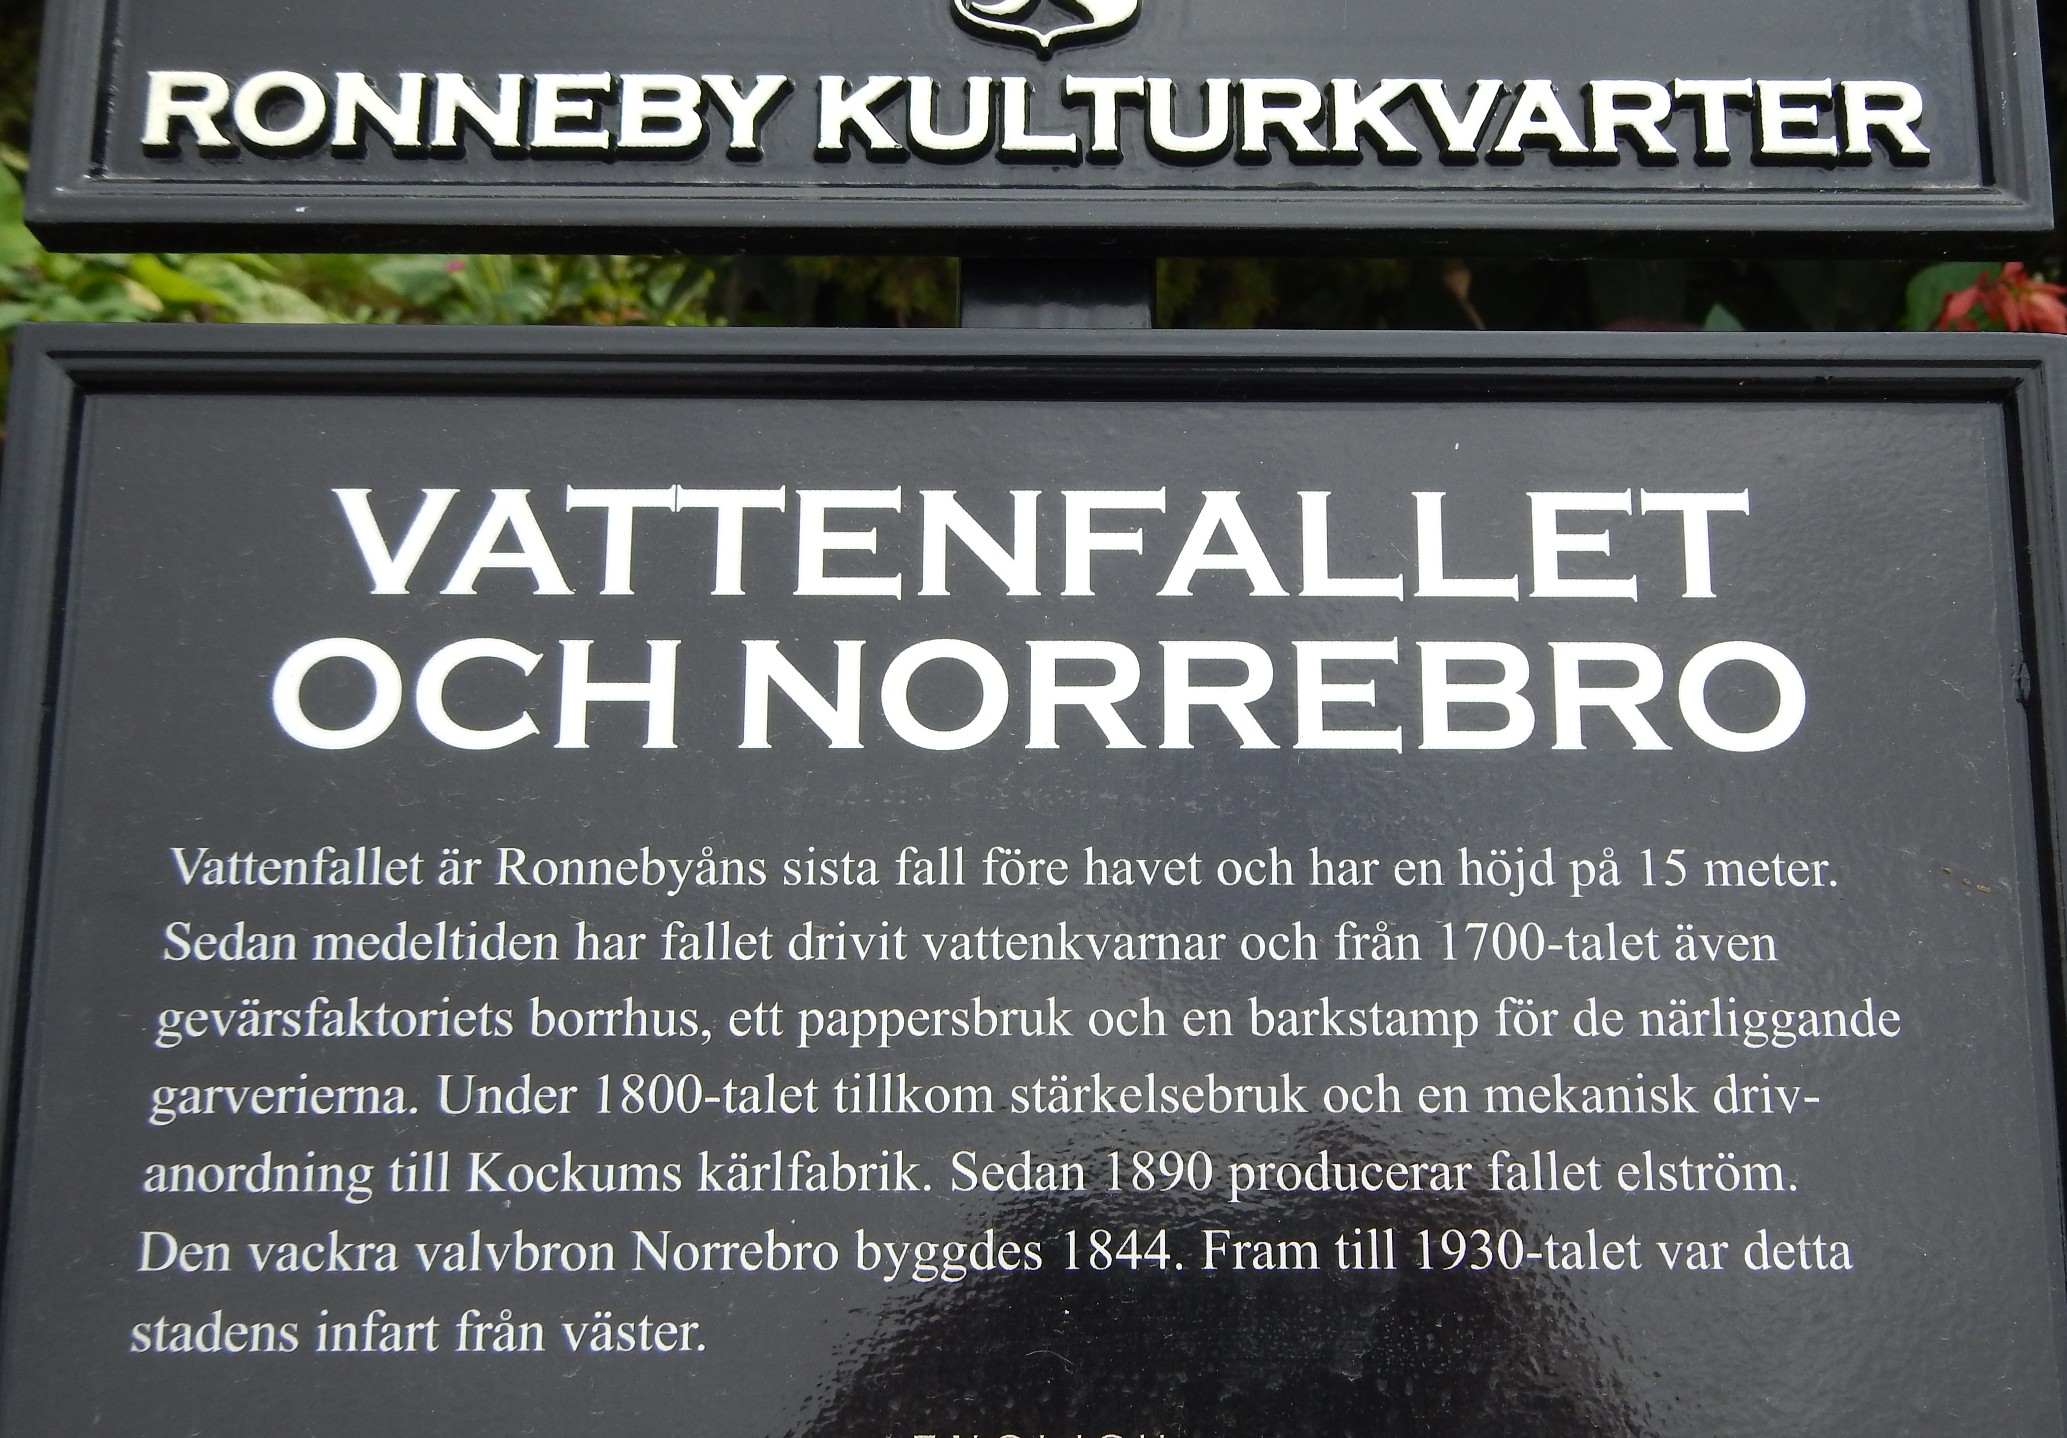 RONNEBY KULTURKVARTER
VATTENFALLET
OCH NORREBRO
Vattenfallet är Ronnebyåns sista fall före havet och har en höjd på 15 meter.
Sedan medeltiden har fallet drivit vattenkvarnar och från 1700-talet även
gevärsfaktoriets borrhus, ett pappersbruk och en barkstamp för de närliggande
garverierna. Under 1800-talet tillkom stärkelsebruk och en mekanisk driv-
anordning till Kockums kärlfabrik. Sedan 1890 producerar fallet elström.
Den vackra valvbron Norrebro byggdes 1844. Fram till 1930-talet var detta
stadens infart från väster.